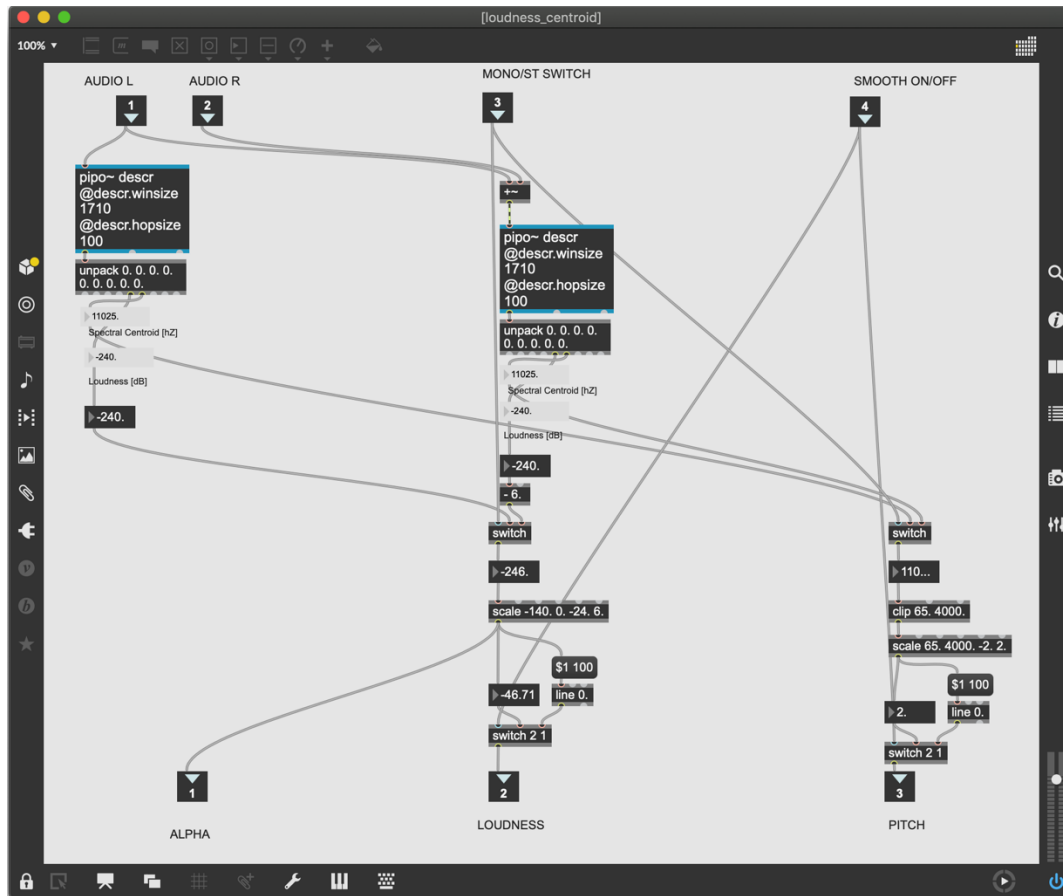 [loudness_centroid]
100% ▼
AUDIO L
AUDIO R
MONO/ST SWITCH
SMOOTH ON/OFF
1
2
3
4
pipo~ descr
@descr.winsize
1710
@descr.hopsize
100
unpack 0. 0. 0. 0.
0. 0. 0. 0. 0.
11025.
Spectral Centroid [hZ]
-240.
Loudness [dB]
-240.
+~
pipo~ descr
@descr.winsize
1710
@descr.hopsize
100
unpack 0. 0. 0. 0.
0. 0. 0. 0. 0.
11025.
Spectral Centroid [hZ]
-240.
Loudness [dB]
-240.
- 6.
switch
-246.
scale -140. 0. -24. 6.
$1 100
-46.71
line 0.
switch 2 1
switch
110...
clip 65. 4000.
scale 65. 4000. -2. 2.
$1 100
2.
line 0.
switch 2 1
1
2
3
ALPHA
LOUDNESS
PITCH